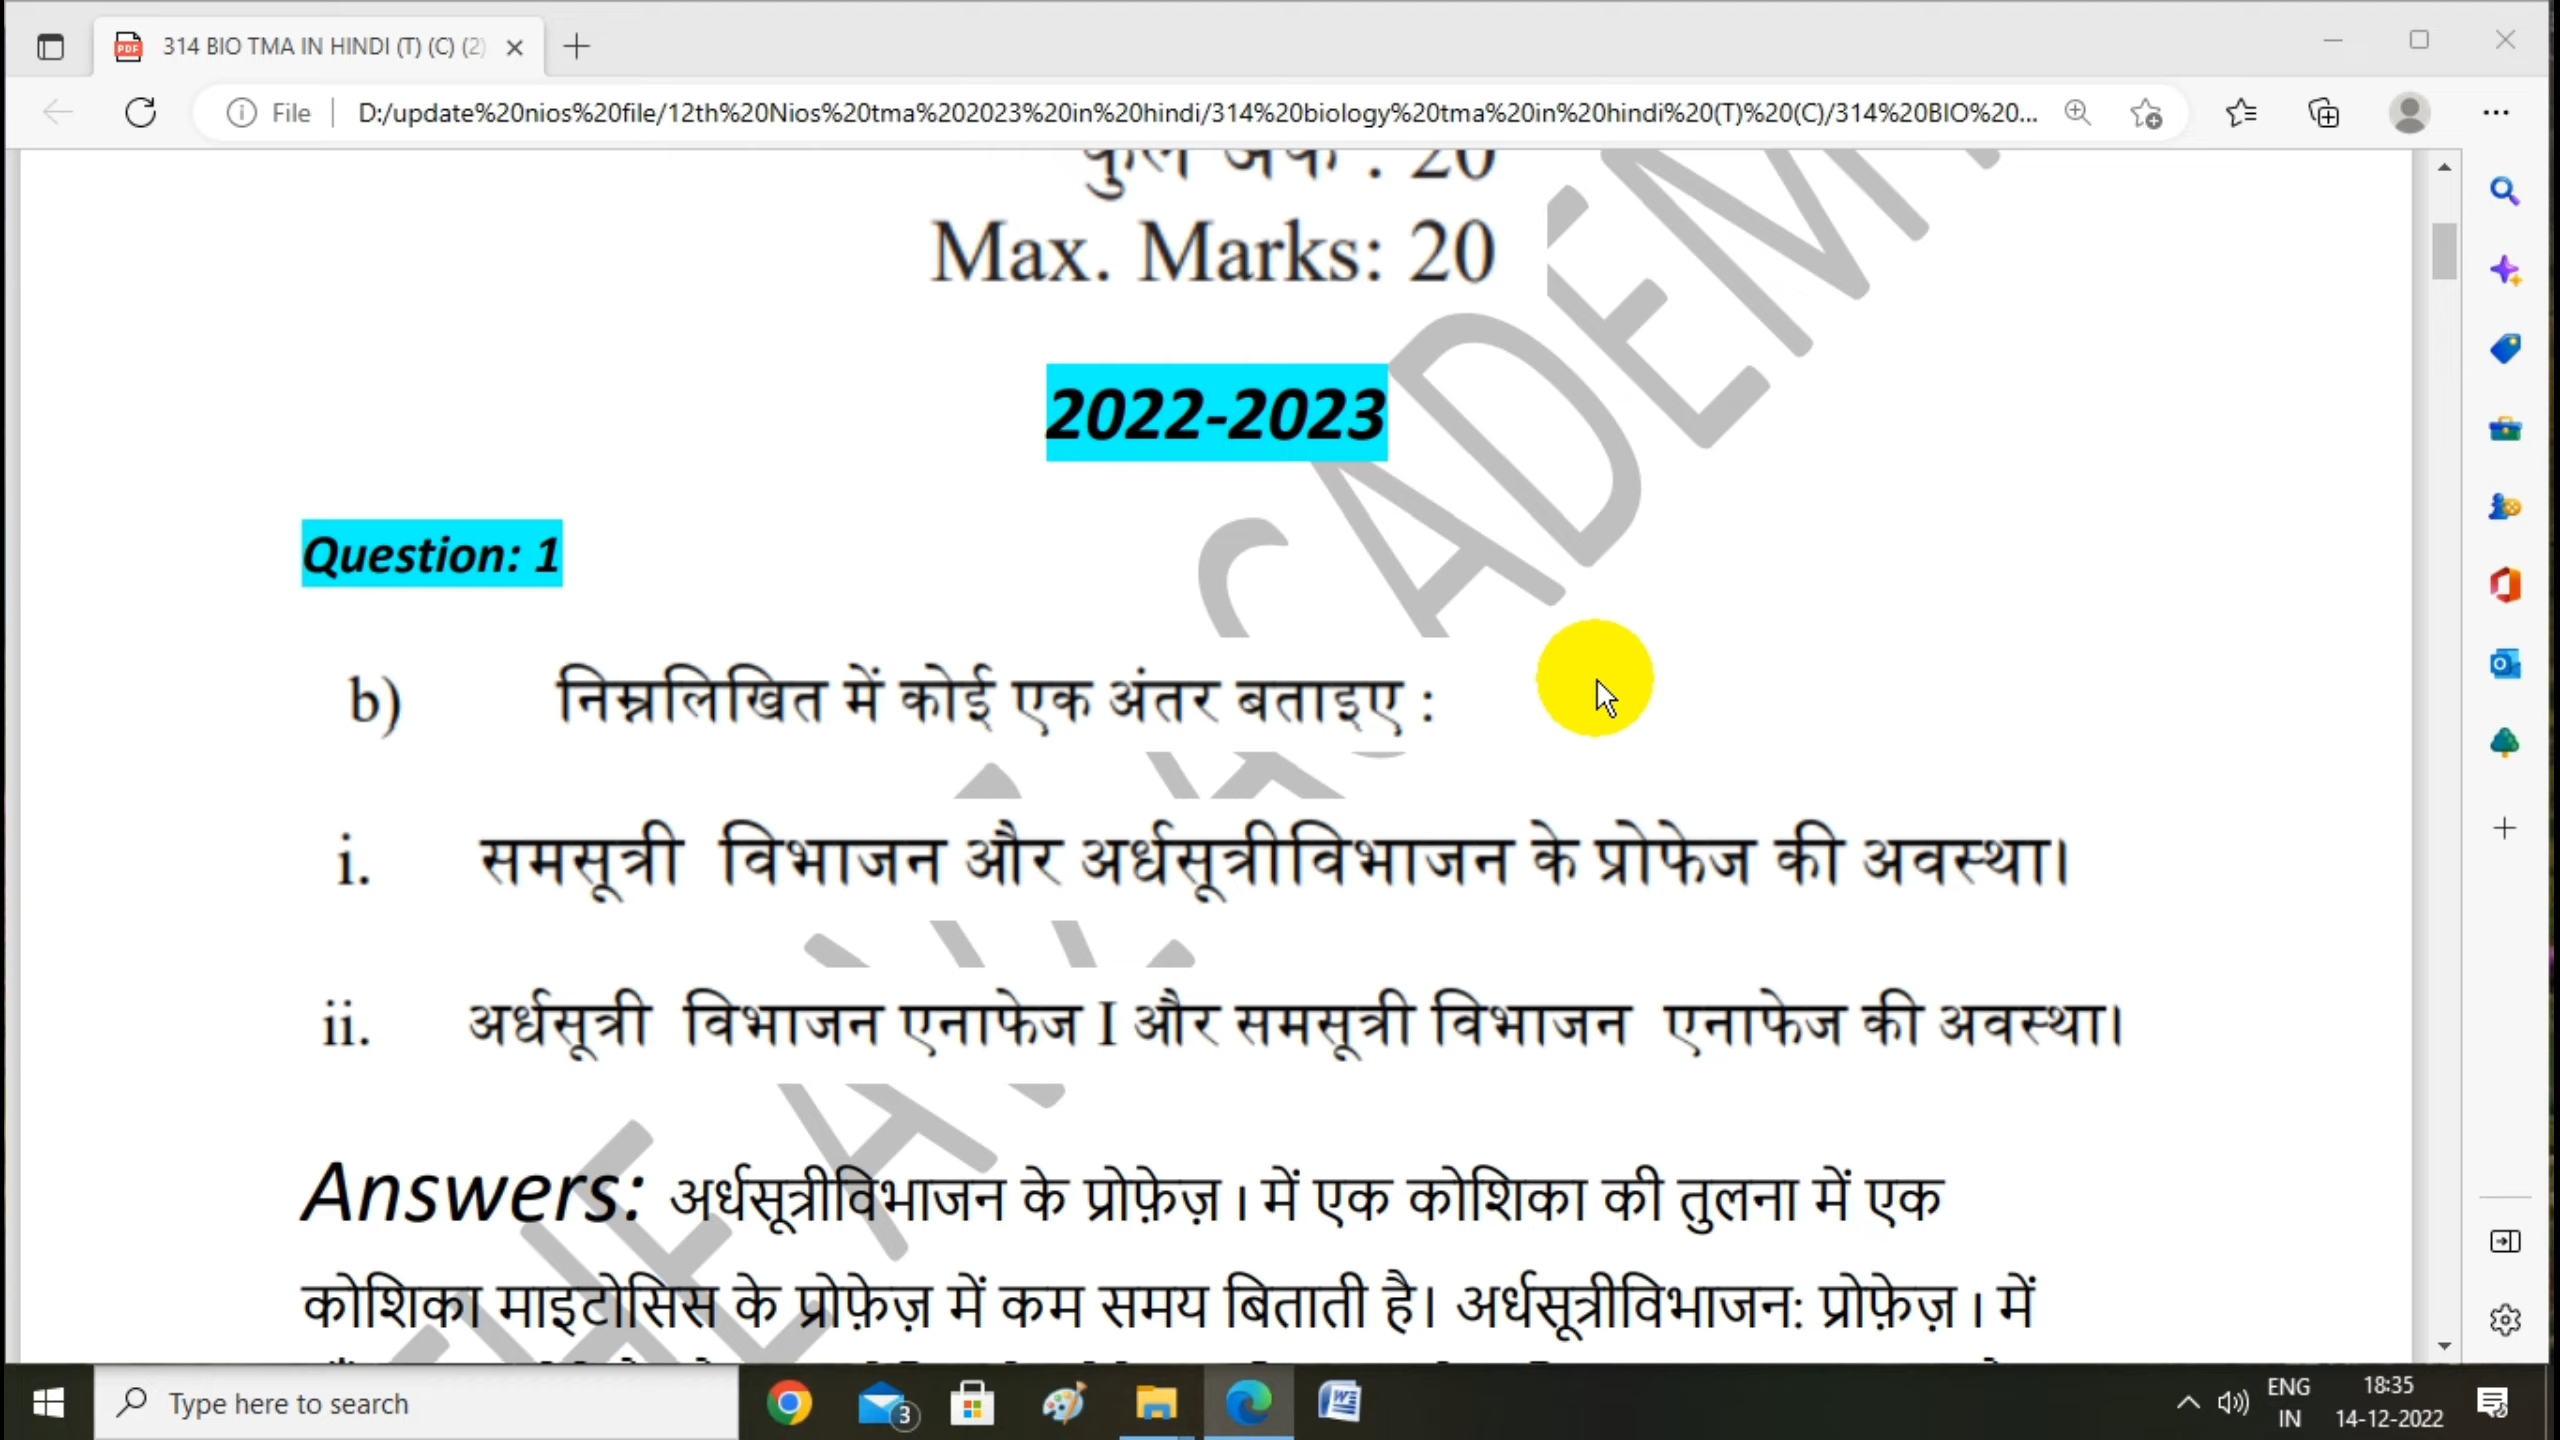 314 BIO TMA IN HINDI (T) (C) (2)
File D:/update%20nios%20file/12th%20Nios%20tma%202023%20in%20hindi/314%20biology%20tma%20in%20hindi%20(T)%20(C)/314%20BIO%20...
कुल अंक : 20
Max. Marks: 20
2022-2023
Question: 1
b) निम्नलिखित में कोई एक अंतर बताइए :
i. समसूत्री विभाजन और अर्धसूत्रीविभाजन के प्रोफेज की अवस्था।
ii. अर्धसूत्री विभाजन एनाफेज I और समसूत्री विभाजन एनाफेज की अवस्था।
Answers: अर्धसूत्रीविभाजन के प्रोफ़ेज़ । में एक कोशिका की तुलना में एक
कोशिका माइटोसिस के प्रोफ़ेज़ में कम समय बिताती है। अर्धसूत्रीविभाजन: प्रोफ़ेज़ । में
Type here to search
3
ENG
IN
18:35
14-12-2022